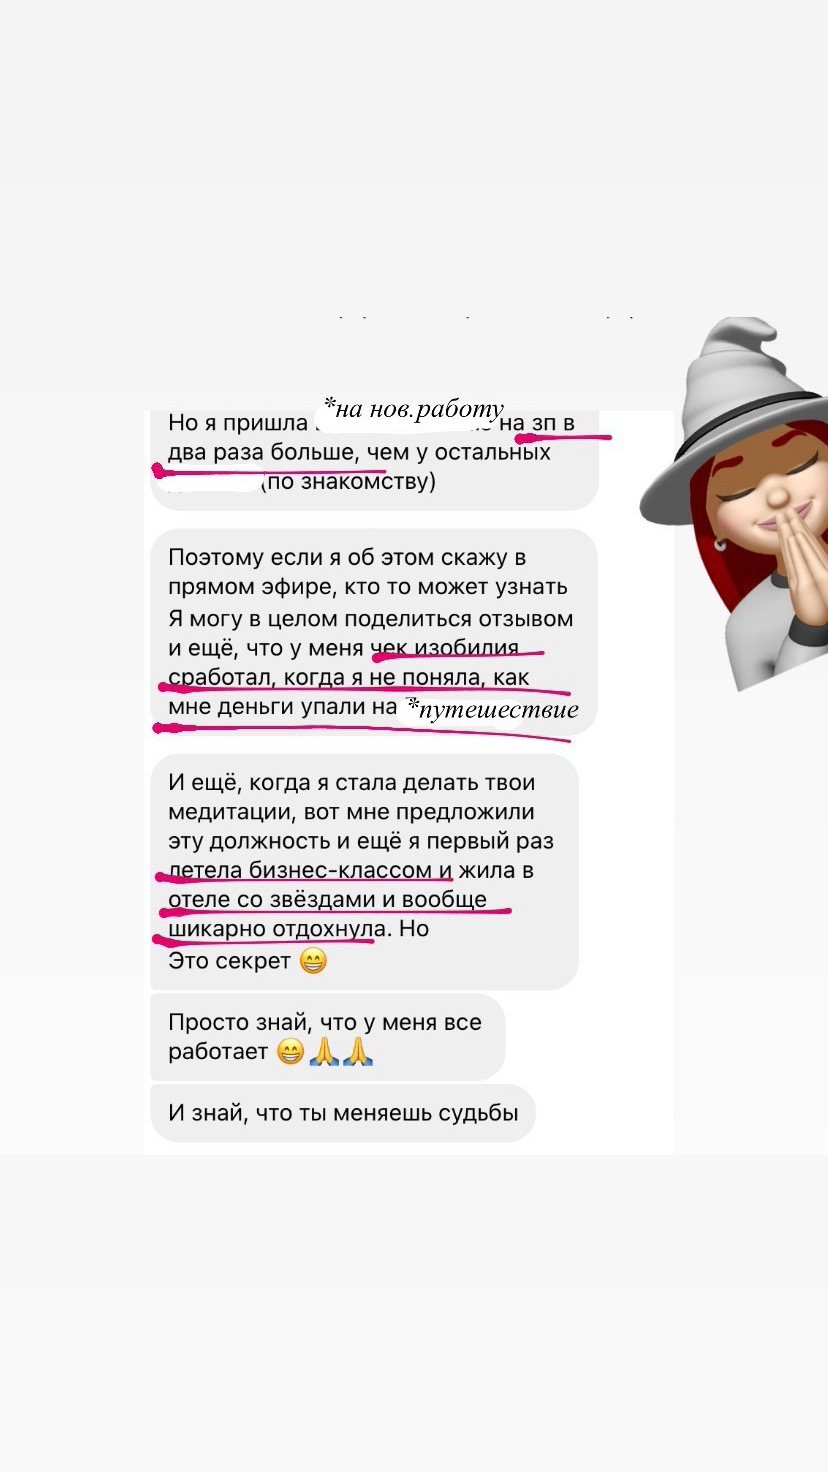 *на нов.работу
Но я пришла на зп в
два раза больше, чем у остальных
(по знакомству)
Поэтому если я об этом скажу в
прямом эфире, кто то может узнать
Я могу в целом поделиться отзывом
и ещё, что у меня чек изобилия
сработал, когда я не поняла, как
мне деньги упали на *путешествие
И ещё, когда я стала делать твои
медитации, вот мне предложили
эту должность и ещё я первый раз
летела бизнес-классом и жила в
отеле со звёздами и вообще
шикарно отдохнула. Но
Это секрет 😁
Просто знай, что у меня все
работает 😁🙏🙏
И знай, что ты меняешь судьбы